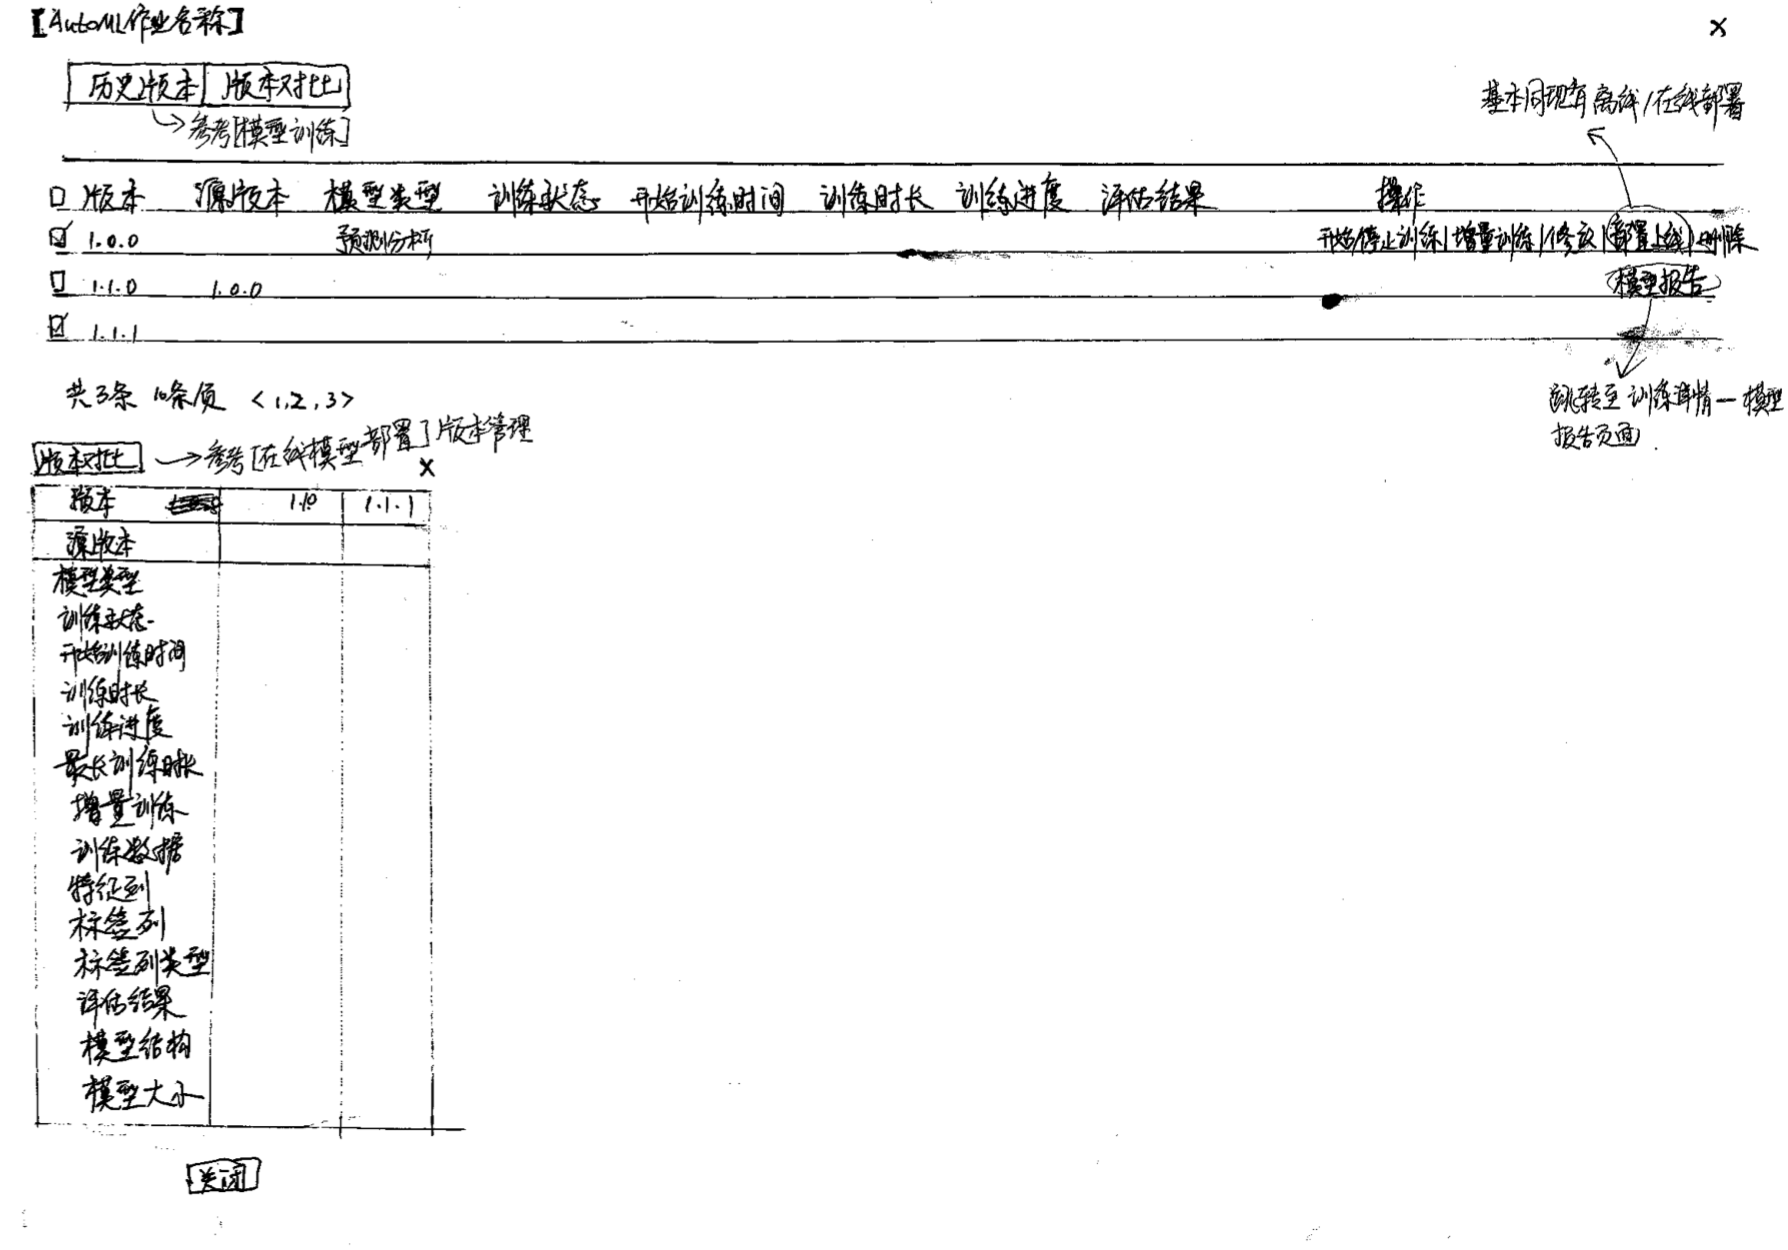 【AutoML作业名称】 X
历史版本 版本对比
→参考[模型训练]
基本同现有离线/在线部署
版本 源版本 模型类型 训练状态 开始训练时间 训练时长 训练进度 评估结果 操作
1.0.0 预测分析 开始/停止训练|增量训练|修改|部署上线|删除
1.1.0 1.0.0 模型报告
1.1.1
共3条 10条/页 <1,2,3>
跳转至训练详情—模型
报告页面.
版本对比 →参考[在线模型部署]版本管理
X
版本 1.1.0 1.1.1
源版本
模型类型
训练状态
开始训练时间
训练时长
训练进度
最长训练时长
增量训练
训练数据
特征列
标签列
标签列类型
评估结果
模型结构
模型大小
关闭